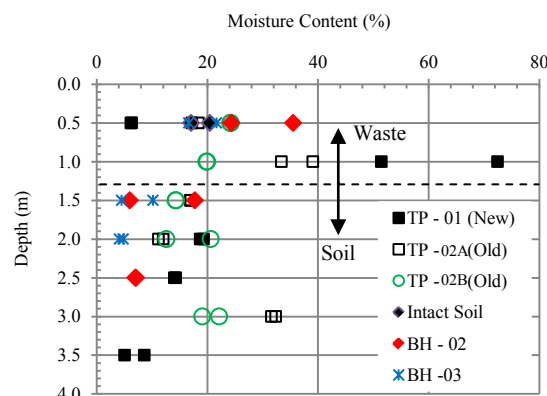 Moisture Content (%)
0 20 40 60 80
0.0
0.5
1.0
1.5
2.0
2.5
3.0
3.5
4.0
Depth (m)
Waste
Soil
TP - 01 (New)
TP -02A(Old)
TP -02B(Old)
Intact Soil
BH - 02
BH -03